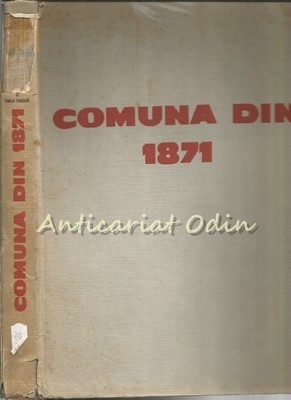 COMUNA DIN
1871
Anticariat Odin
COMUNA DIN 1871